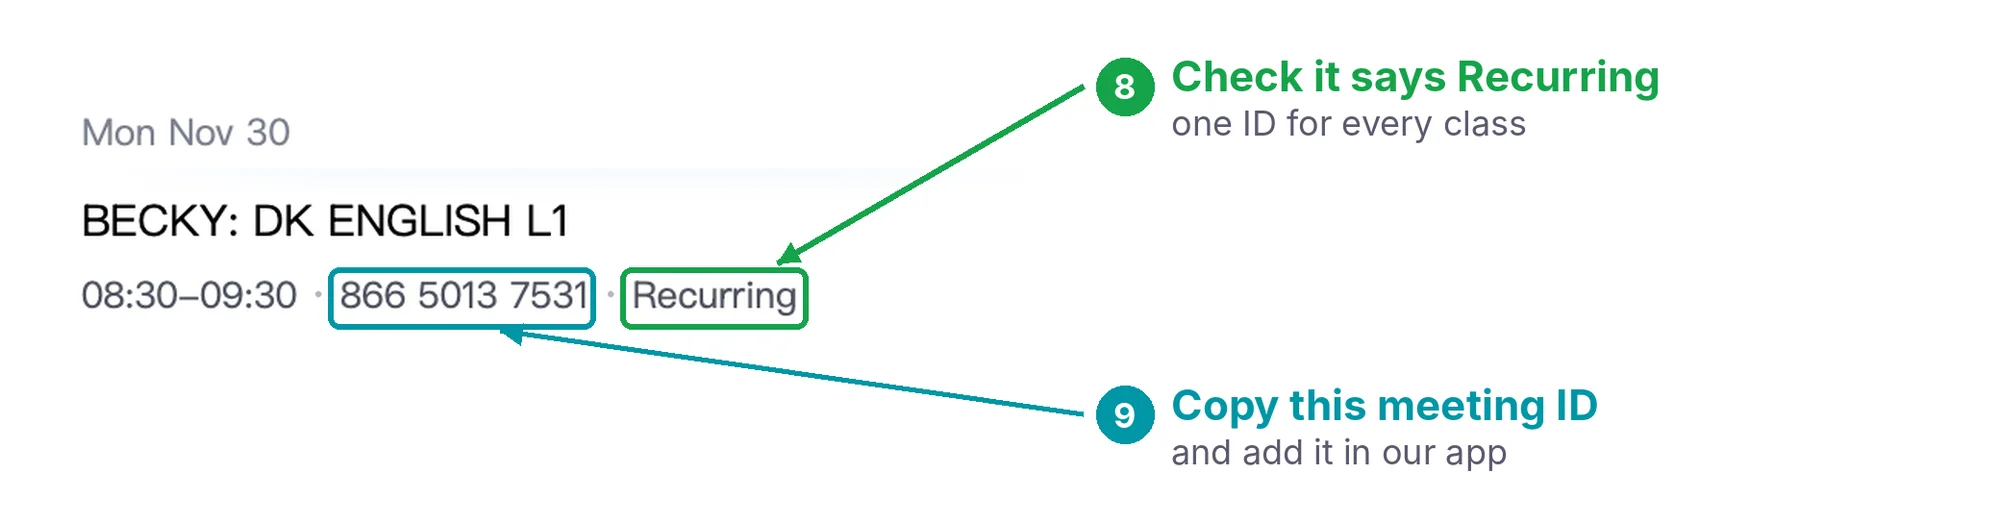 Mon Nov 30
BECKY: DK ENGLISH L1
08:30–09:30 · 866 5013 7531 · Recurring
8 Check it says Recurring
one ID for every class
9 Copy this meeting ID
and add it in our app